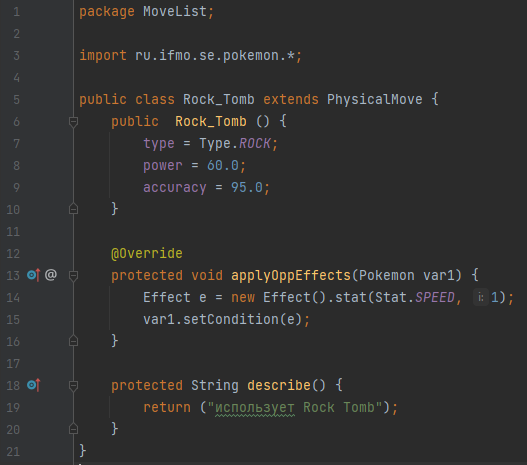 1 package MoveList;
2
3 import ru.ifmo.se.pokemon.*;
4
5 public class Rock_Tomb extends PhysicalMove {
6 public  Rock_Tomb () {
7 type = Type.ROCK;
8 power = 60.0;
9 accuracy = 95.0;
10 }
11
12 @Override
13 @ protected void applyOppEffects(Pokemon var1) {
14 Effect e = new Effect().stat(Stat.SPEED, i: 1);
15 var1.setCondition(e);
16 }
17
18 protected String describe() {
19 return ("использует Rock Tomb");
20 }
21 }